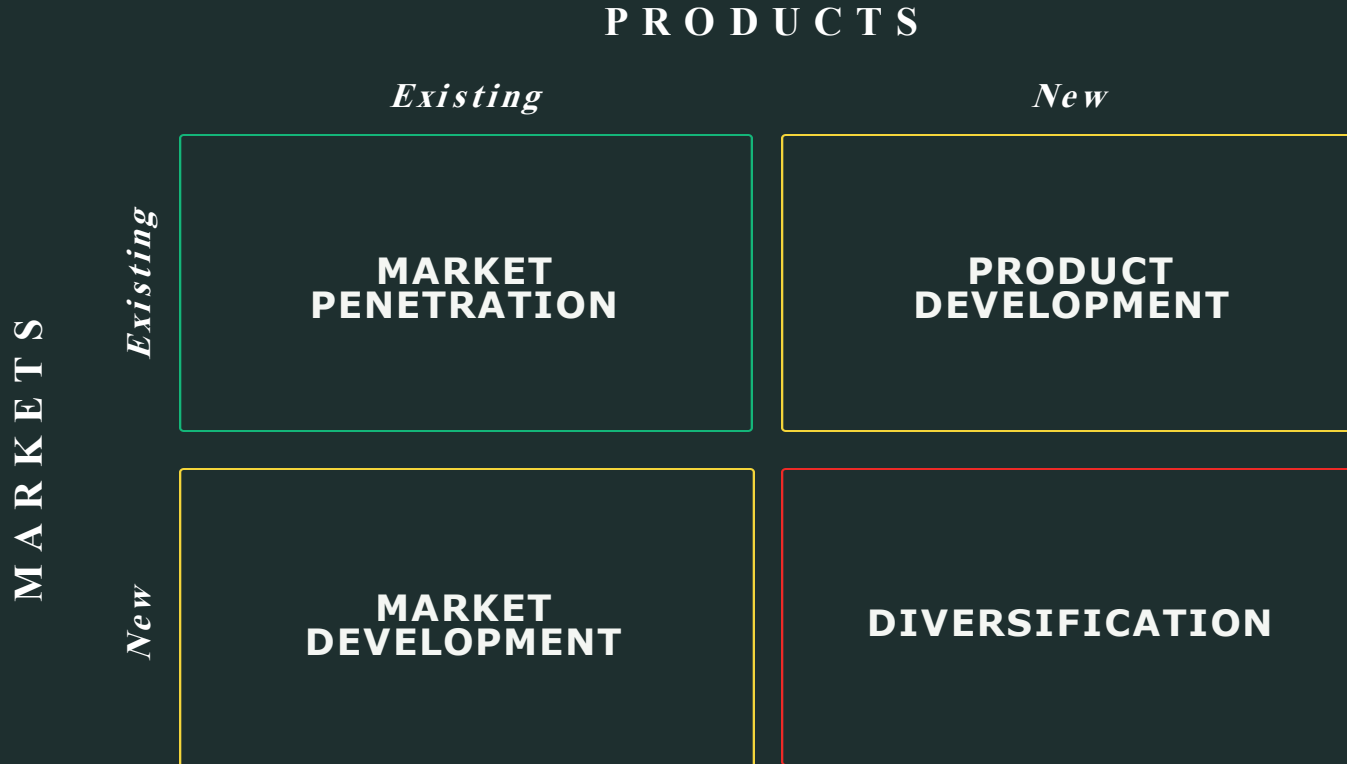 PRODUCTS
Existing
New
MARKETS
Existing
MARKET
PENETRATION
PRODUCT
DEVELOPMENT
New
MARKET
DEVELOPMENT
DIVERSIFICATION